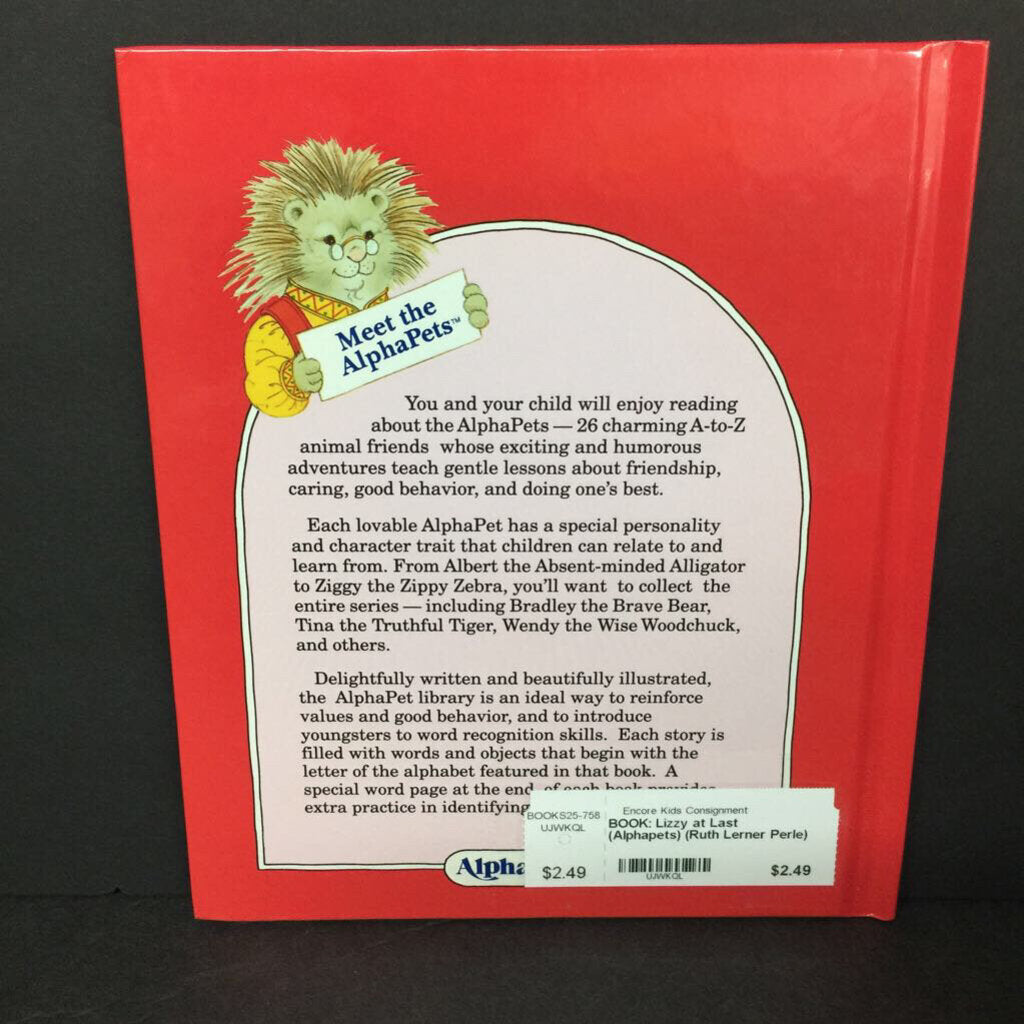 Meet the
AlphaPets™
You and your child will enjoy reading
about the AlphaPets — 26 charming A-to-Z
animal friends whose exciting and humorous
adventures teach gentle lessons about friendship,
caring, good behavior, and doing one's best.
Each lovable AlphaPet has a special personality
and character trait that children can relate to and
learn from. From Albert the Absent-minded Alligator
to Ziggy the Zippy Zebra, you'll want to collect the
entire series — including Bradley the Brave Bear,
Tina the Truthful Tiger, Wendy the Wise Woodchuck,
and others.
Delightfully written and beautifully illustrated,
the AlphaPet library is an ideal way to reinforce
values and good behavior, and to introduce
youngsters to word recognition skills. Each story is
filled with words and objects that begin with the
letter of the alphabet featured in that book. A
special word page at the end of each book provides
extra practice in identifying
Alpha
BOOKS25-758
UJWKQL
$2.49
Encore Kids Consignment
BOOK: Lizzy at Last
(Alphapets) (Ruth Lerner Perle)
UJWKQL
$2.49